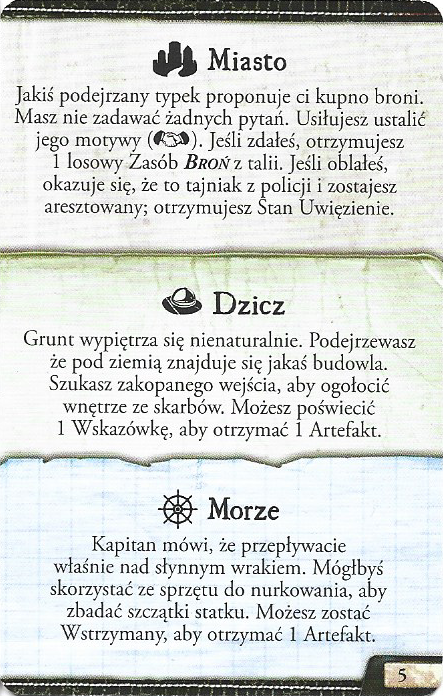 Miasto
Jakiś podejrzany typek proponuje ci kupno broni.
Masz nie zadawać żadnych pytań. Usiłujesz ustalić
jego motywy (). Jeśli zdałeś, otrzymujesz
1 losowy Zasób BROŃ z talii. Jeśli oblałeś,
okazuje się, że to tajniak z policji i zostajesz
aresztowany; otrzymujesz Stan Uwięzienie.
Dzicz
Grunt wypiętrza się nienaturalnie. Podejrzewasz
że pod ziemią znajduje się jakaś budowla.
Szukasz zakopanego wejścia, aby ogołocić
wnętrze ze skarbów. Możesz poświecić
1 Wskazówkę, aby otrzymać 1 Artefakt.
Morze
Kapitan mówi, że przepływacie
właśnie nad słynnym wrakiem. Mógłbyś
skorzystać ze sprzętu do nurkowania, aby
zbadać szczątki statku. Możesz zostać
Wstrzymany, aby otrzymać 1 Artefakt.
5